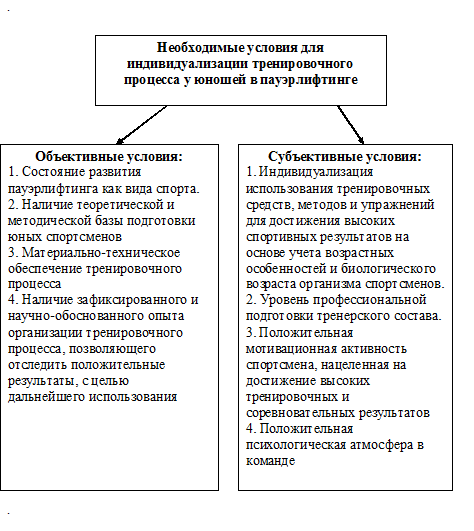 Необходимые условия для
индивидуализации тренировочного
процесса у юношей в пауэрлифтинге
Объективные условия:
1. Состояние развития
пауэрлифтинга как вида спорта.
2. Наличие теоретической и
методической базы подготовки
юных спортсменов
3. Материально-техническое
обеспечение тренировочного
процесса
4. Наличие зафиксированного и
научно-обоснованного опыта
организации тренировочного
процесса, позволяющего
отследить положительные
результаты, с целью
дальнейшего использования
Субъективные условия:
1. Индивидуализация
использования тренировочных
средств, методов и упражнений
для достижения высоких
спортивных результатов на
основе учета возрастных
особенностей и биологического
возраста организма спортсменов.
2. Уровень профессиональной
подготовки тренерского состава.
3. Положительная
мотивационная активность
спортсмена, нацеленная на
достижение высоких
тренировочных и
соревновательных результатов
4. Положительная
психологическая атмосфера в
команде